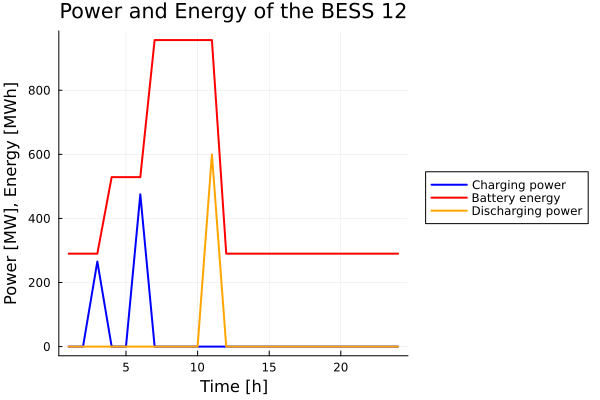 Power and Energy of the BESS 12
Power [MW], Energy [MWh]
800
600
400
200
0
5
10
15
20
Time [h]
Charging power
Battery energy
Discharging power